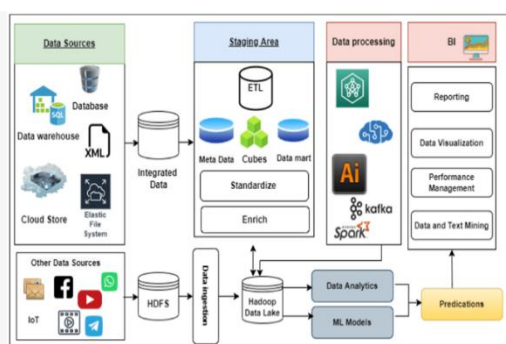 Data Sources
Staging Area
Data processing
BI
Database
SQL
Data warehouse
XML
Cloud Store
Elastic
File
System
Integrated
Data
ETL
Meta Data
Cubes
Data mart
Standardize
Enrich
Ai
kafka
Spark
Reporting
Data Visualization
Performance
Management
Data and Text Mining
Other Data Sources
IoT
HDFS
Data ingestion
Hadoop
Data Lake
Data Analytics
ML Models
Predications